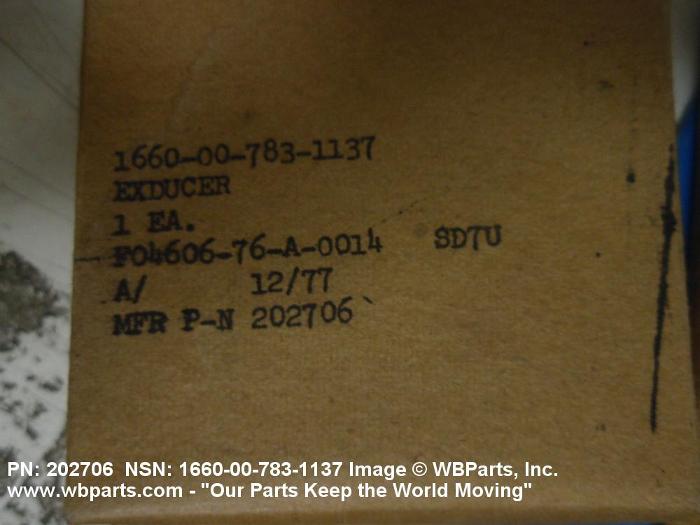 1660-00-783-1137
EXDUCER
1 EA.
F04606-76-A-0014 SD7U
A/ 12/77
MFR P-N 202706
PN: 202706 NSN: 1660-00-783-1137 Image © WBParts, Inc.
www.wbparts.com - "Our Parts Keep the World Moving"